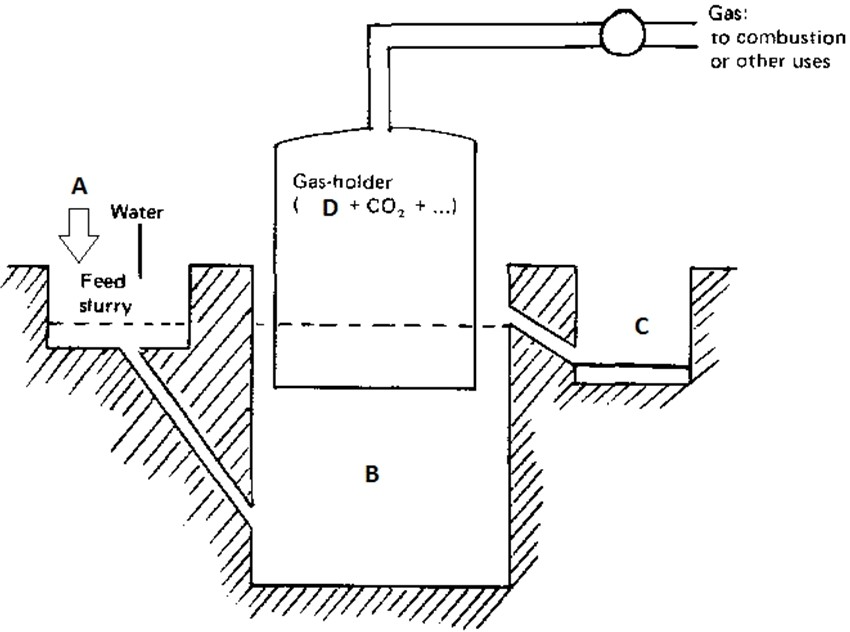 Gas:
to combustion
or other uses
A
Water
Gas-holder
( D + CO₂ + ...)
Feed
slurry
C
B